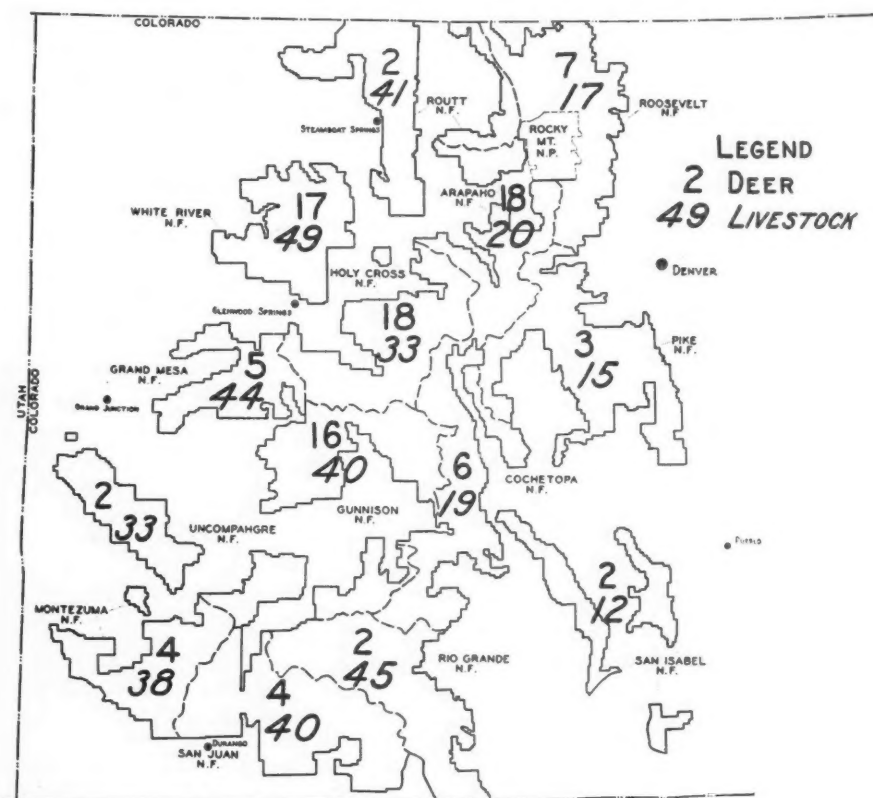 COLORADO
2
41
ROUTT
N.F.
STEAMBOAT SPRINGS
7
17
ROOSEVELT
N.F
ROCKY
MT.
N.P.
LEGEND
2 DEER
49 LIVESTOCK
ARAPAHO
N.F.
18
20
WHITE RIVER
N.F.
17
49
DENVER
HOLY CROSS
N.F.
GLENWOOD SPRINGS
18
33
3
15
PIKE
N.F.
GRAND MESA
N.F.
5
44
GRAND JUNCTION
UTAH
COLORADO
16
40
6
19
COCHETOPA
N.F.
GUNNISON
N.F.
2
33
UNCOMPAHGRE
N.F.
PUEBLO
2
12
MONTEZUMA
N.F.
4
38
2
45
RIO GRANDE
N.F.
SAN ISABEL
N.F.
4
40
DURANGO
SAN JUAN
N.F.